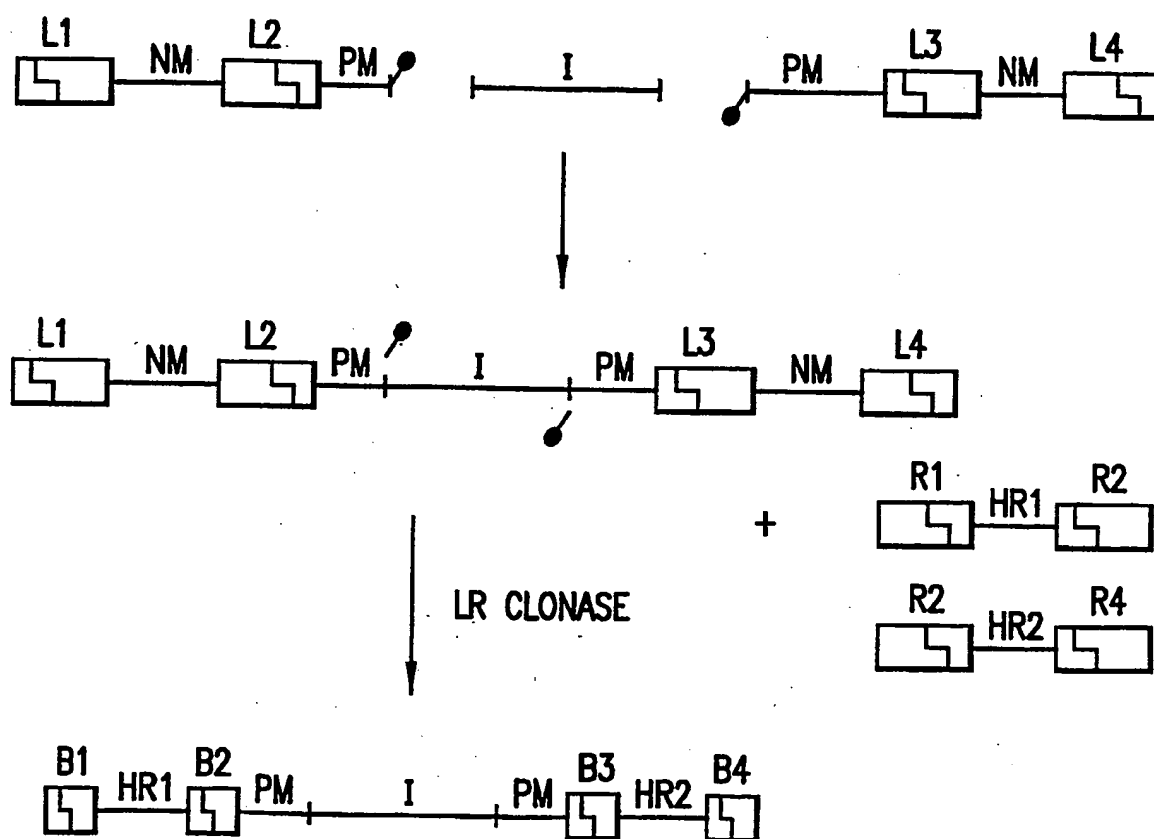 L1 NM L2 PM I PM L3 NM L4
L1 NM L2 PM I PM L3 NM L4
+ R1 HR1 R2
LR CLONASE
R2 HR2 R4
B1 HR1 B2 PM I PM B3 HR2 B4